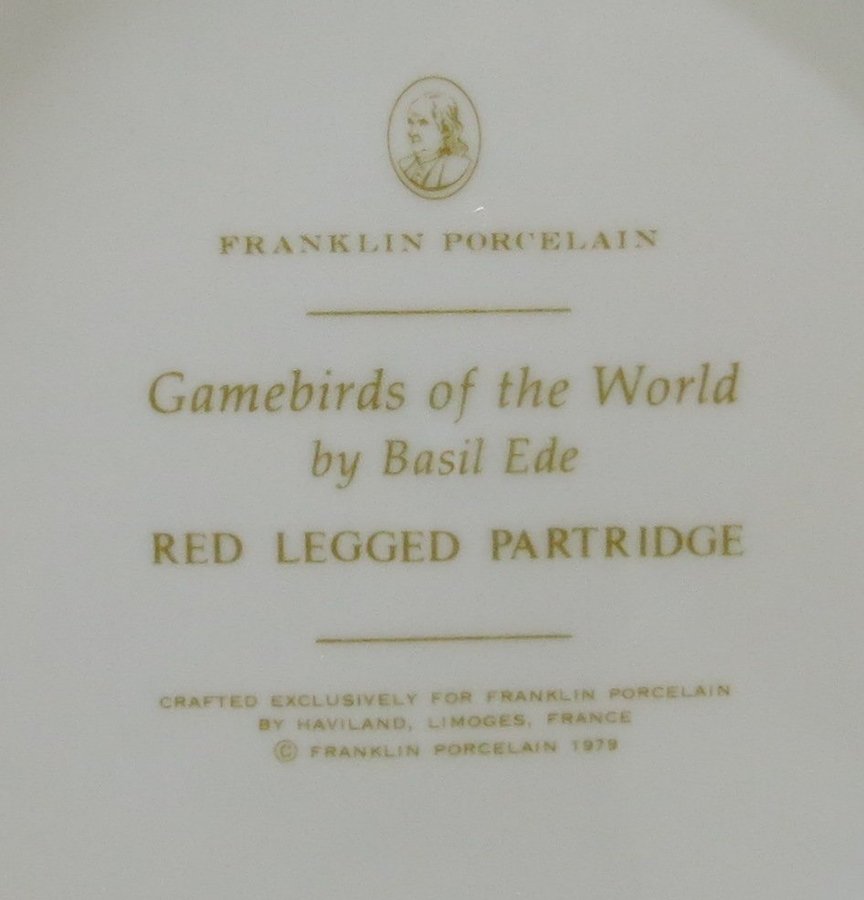 FRANKLIN PORCELAIN
Gamebirds of the World
by Basil Ede
RED LEGGED PARTRIDGE
CRAFTED EXCLUSIVELY FOR FRANKLIN PORCELAIN
BY HAVILAND, LIMOGES, FRANCE
© FRANKLIN PORCELAIN 1979